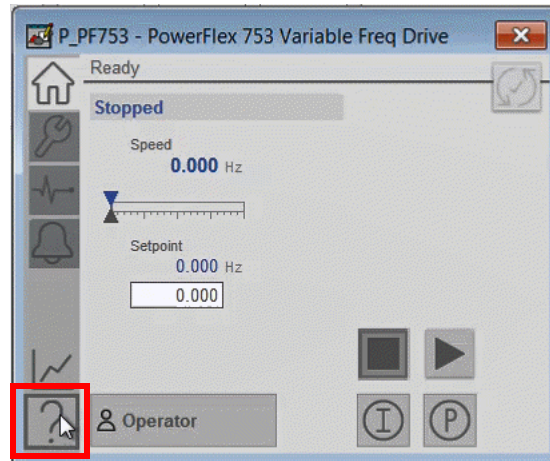 P_PF753 - PowerFlex 753 Variable Freq Drive
Ready
Stopped
Speed
0.000 Hz
Setpoint
0.000 Hz
0.000
?
Operator
I P